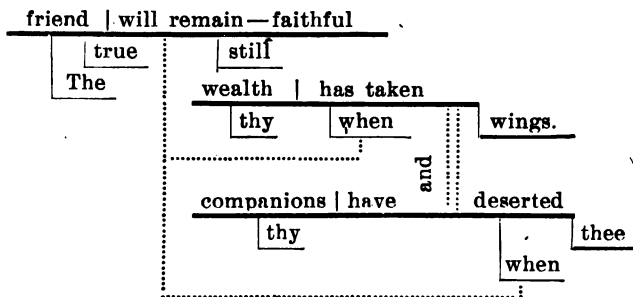 friend | will remain—faithful
true still
The
wealth | has taken
thy when wings.
and
companions | have deserted
thy thee
when